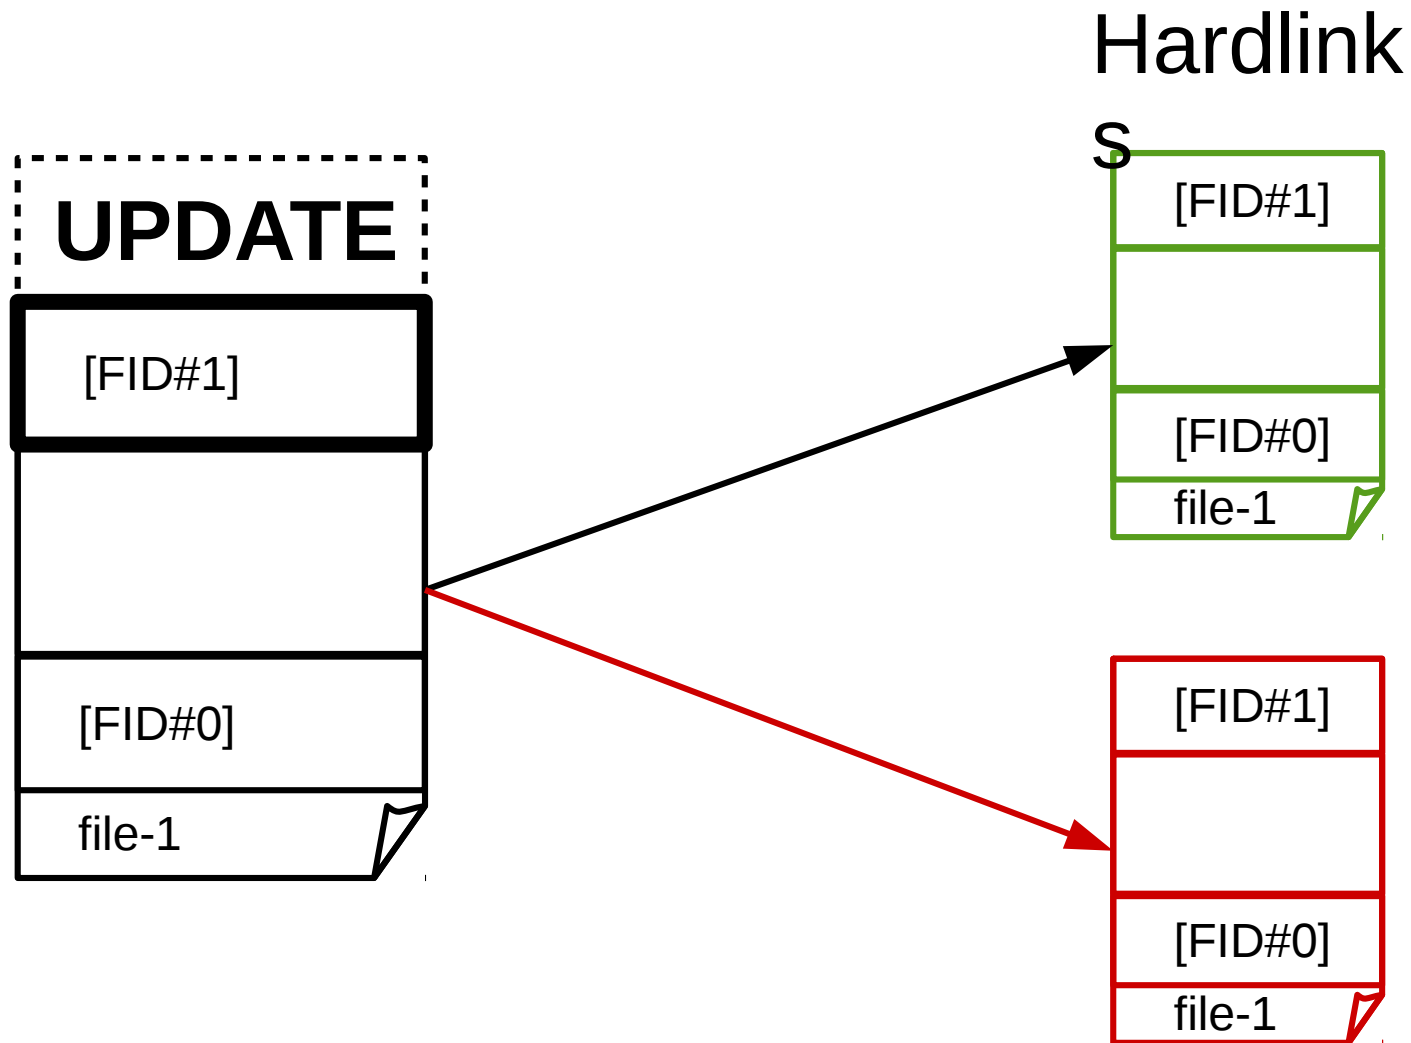 Hardlink
s
UPDATE
[FID#1]
[FID#0]
file-1
[FID#1]
[FID#0]
file-1
[FID#1]
[FID#0]
file-1